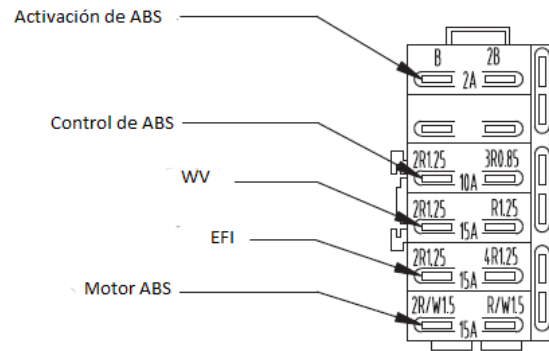 Activación de ABS
B 2B
2A
Control de ABS
2R1.25 3R0.85
10A
WV
2R1.25 R1.25
15A
EFI
2R1.25 4R1.25
15A
Motor ABS
2R/W1.5 R/W1.5
15A